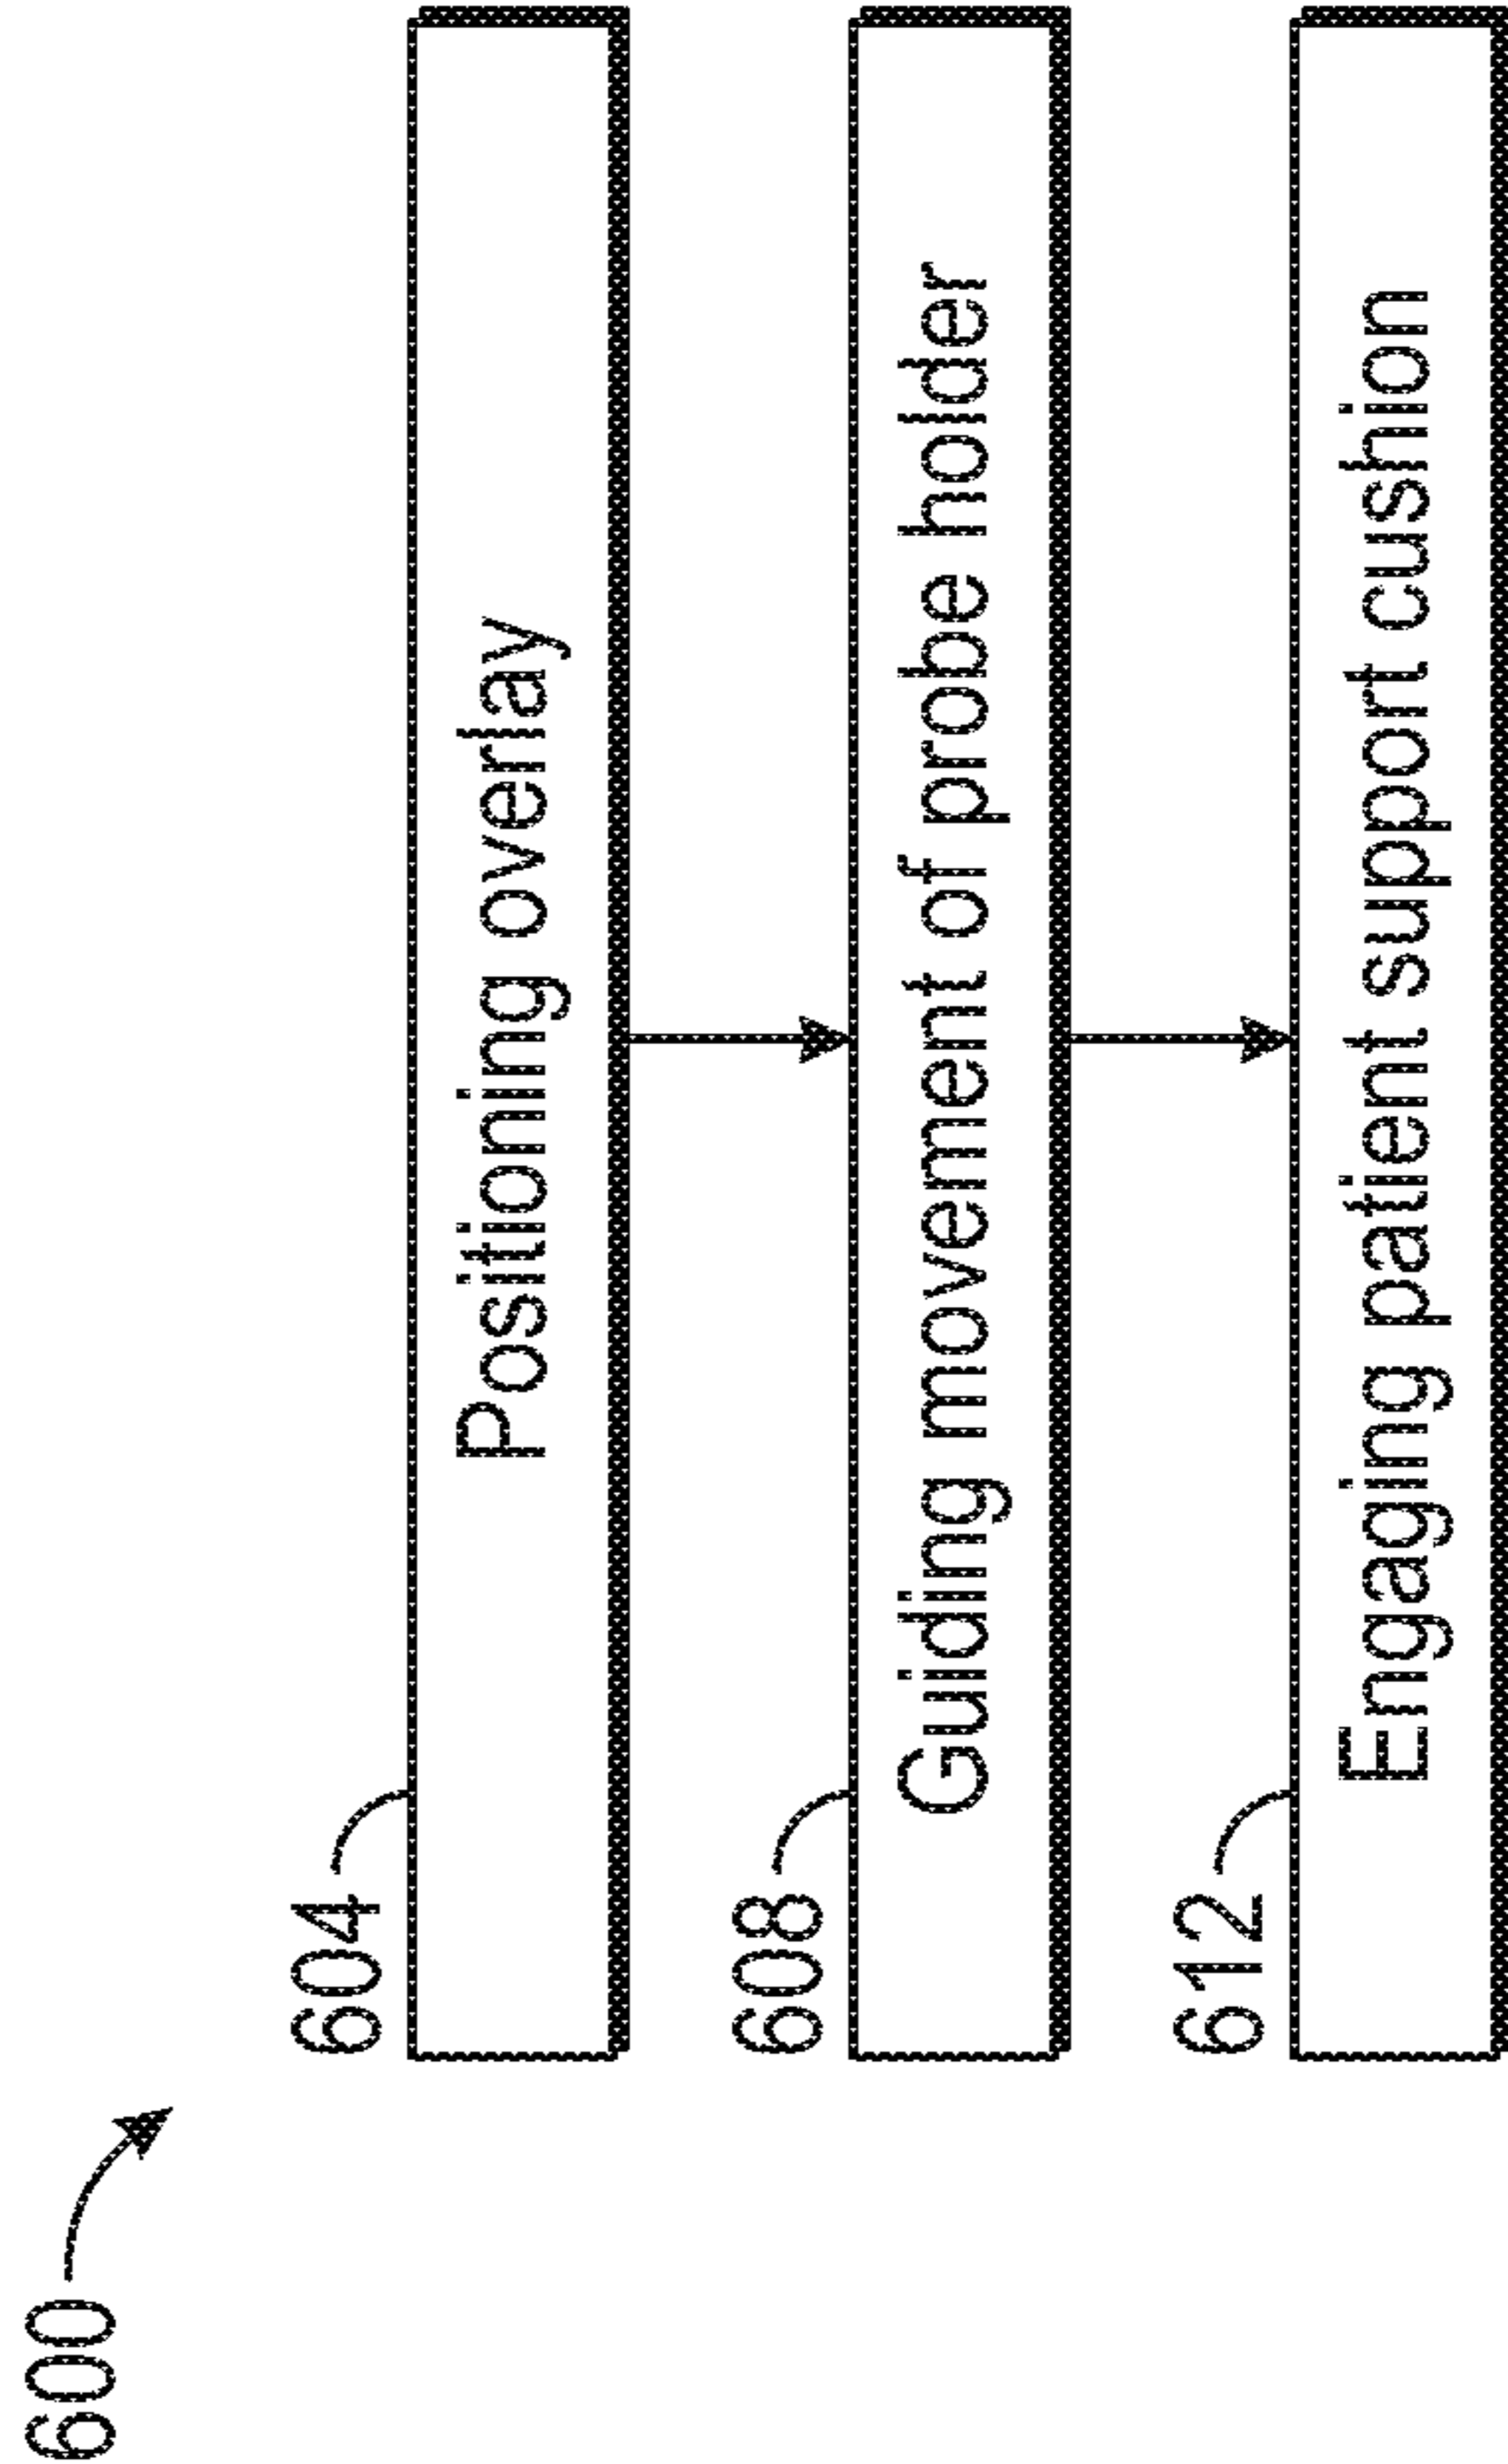 600
604
Positioning overlay
608
Guiding movement of probe holder
612
Engaging patient support cushion